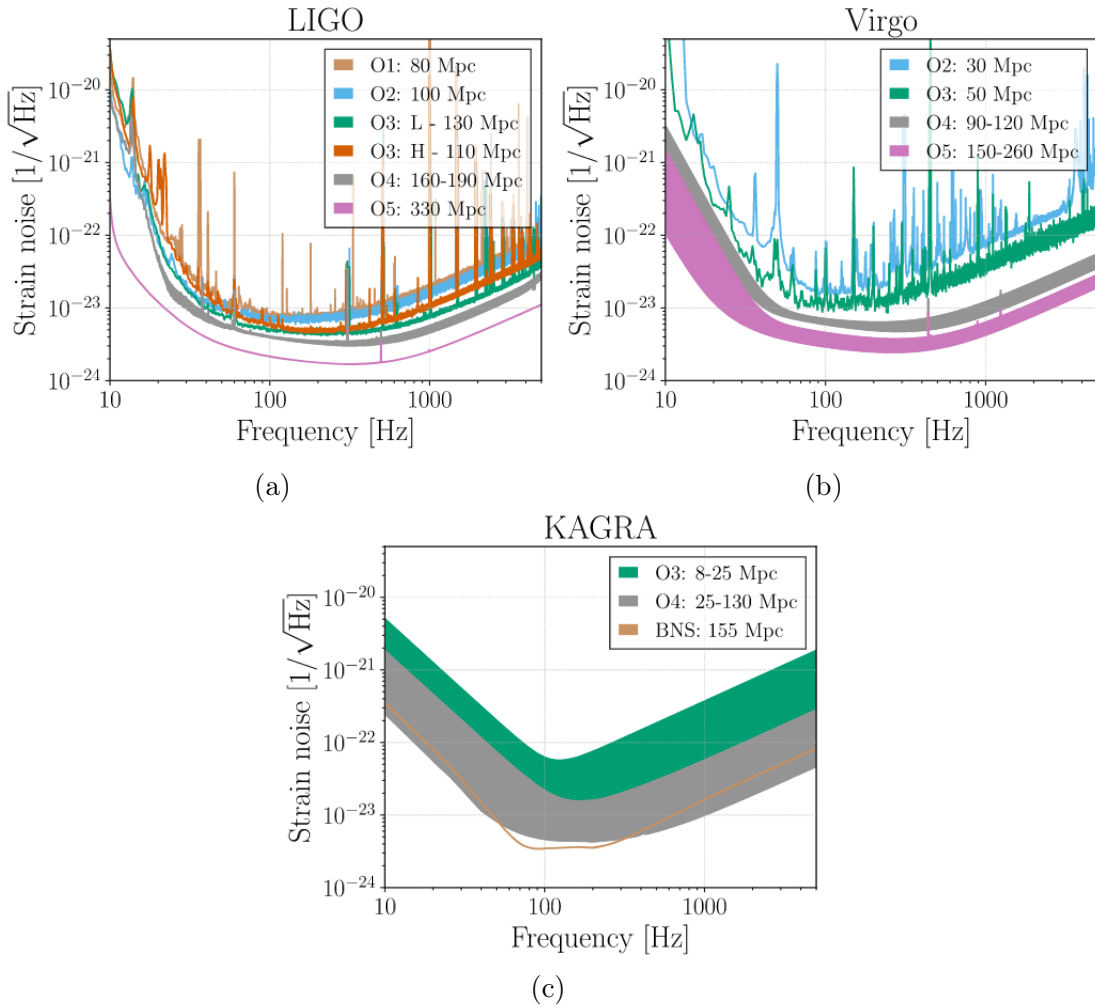 LIGO
Strain noise [1/√Hz]
10⁻²⁰
10⁻²¹
10⁻²²
10⁻²³
10⁻²⁴
O1: 80 Mpc
O2: 100 Mpc
O3: L - 130 Mpc
O3: H - 110 Mpc
O4: 160-190 Mpc
O5: 330 Mpc
10 100 1000
Frequency [Hz]
(a)
Virgo
Strain noise [1/√Hz]
10⁻²⁰
10⁻²¹
10⁻²²
10⁻²³
10⁻²⁴
O2: 30 Mpc
O3: 50 Mpc
O4: 90-120 Mpc
O5: 150-260 Mpc
10 100 1000
Frequency [Hz]
(b)
KAGRA
Strain noise [1/√Hz]
10⁻²⁰
10⁻²¹
10⁻²²
10⁻²³
10⁻²⁴
O3: 8-25 Mpc
O4: 25-130 Mpc
BNS: 155 Mpc
10 100 1000
Frequency [Hz]
(c)